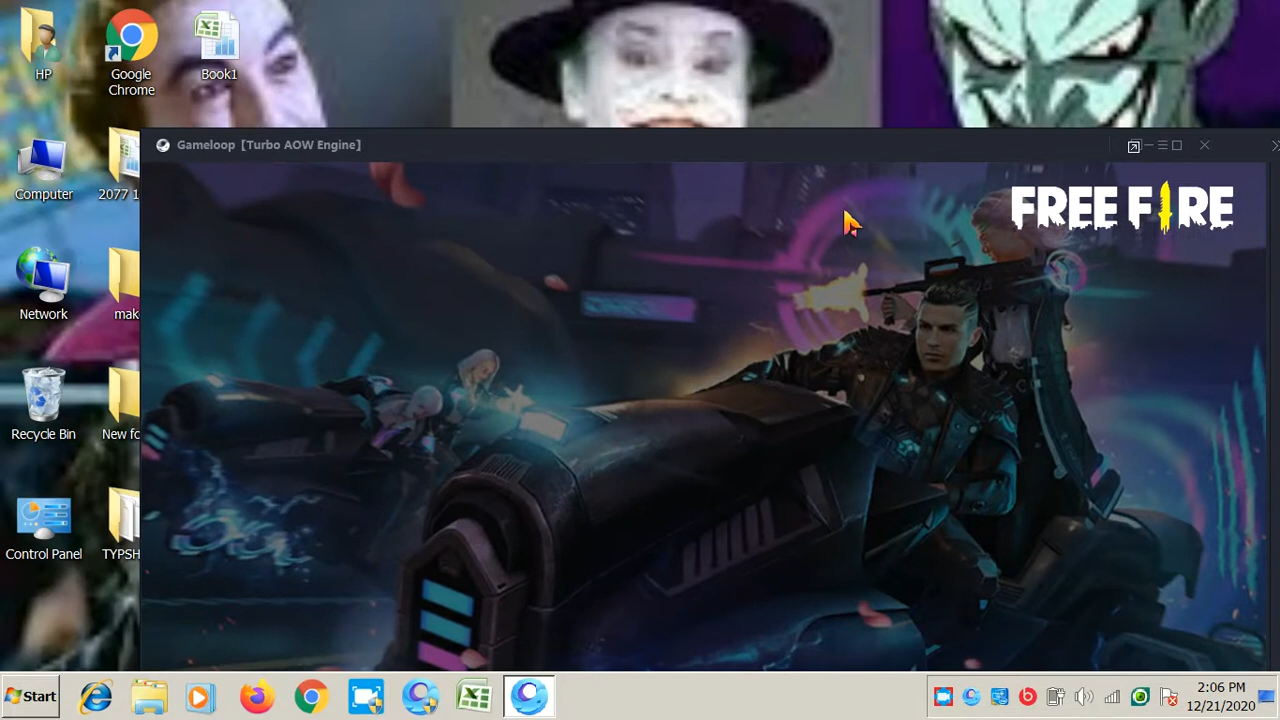 HP
Google
Chrome
Book1
Computer
2077 1
Network
mak
Recycle Bin
New fo
Control Panel
TYPSH
Gameloop [Turbo AOW Engine]
FREE FIRE
Start
2:06 PM
12/21/2020